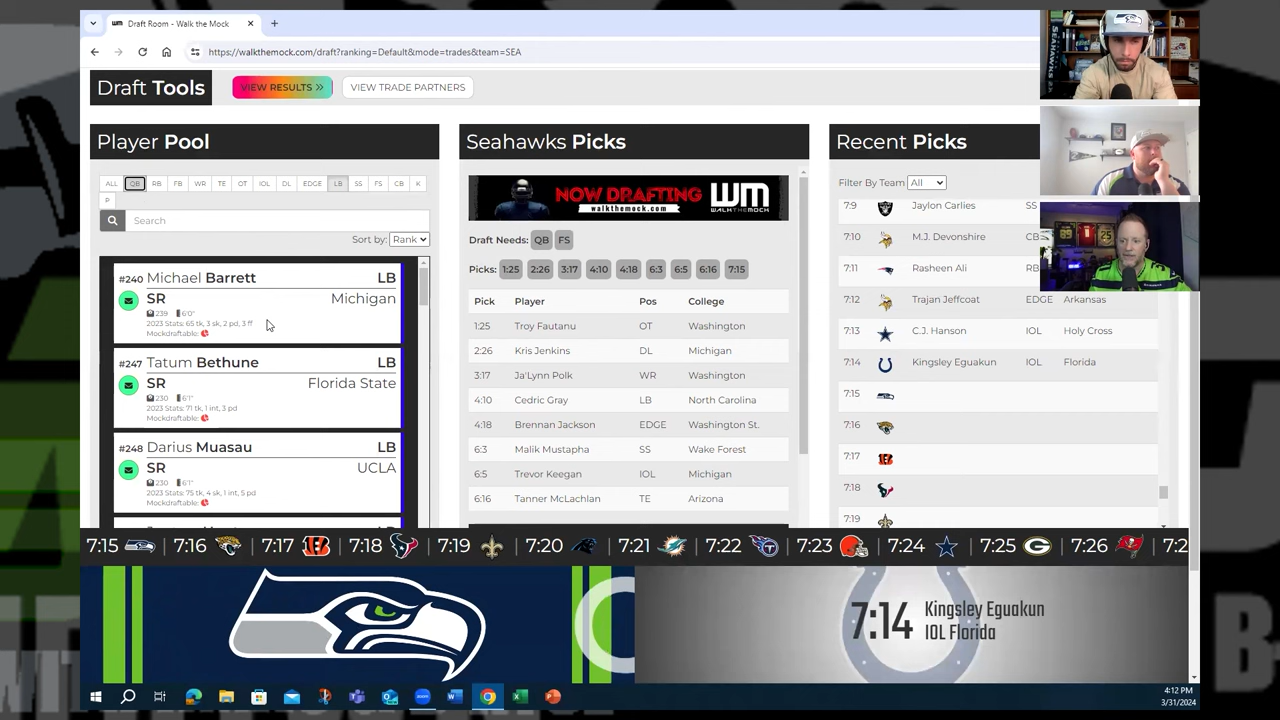 Draft Room - Walk the Mock
https://walkthemock.com/draft?ranking=Default&mode=trades&team=SEA
Draft Tools
VIEW RESULTS
VIEW TRADE PARTNERS
Player Pool
ALL QB RB FB WR TE OT IOL DL EDGE LB SS FS CB K
P
Search
Sort by: Rank
#240 Michael Barrett LB
SR Michigan
239 6'0"
2023 Stats: 65 tk, 3 sk, 2 pd, 3 ff
Mockdraftable:
#247 Tatum Bethune LB
SR Florida State
230 6'1"
2023 Stats: 71 tk, 1 int, 3 pd
Mockdraftable:
#248 Darius Muasau LB
SR UCLA
230 6'1"
2023 Stats: 75 tk, 4 sk, 1 int, 5 pd
Mockdraftable:
Seahawks Picks
NOW DRAFTING
walkthemock.com
WM
WALKTHEMOCK
Draft Needs: QB FS
Picks: 1:25 2:26 3:17 4:10 4:18 6:3 6:5 6:16 7:15
Pick Player Pos College
1:25 Troy Fautanu OT Washington
2:26 Kris Jenkins DL Michigan
3:17 Ja'Lynn Polk WR Washington
4:10 Cedric Gray LB North Carolina
4:18 Brennan Jackson EDGE Washington St.
6:3 Malik Mustapha SS Wake Forest
6:5 Trevor Keegan IOL Michigan
6:16 Tanner McLachlan TE Arizona
Recent Picks
Filter By Team All
7:9 Jaylon Carlies SS
7:10 M.J. Devonshire CB
7:11 Rasheen Ali RB
7:12 Trajan Jeffcoat EDGE Arkansas
7:13 C.J. Hanson IOL Holy Cross
7:14 Kingsley Eguakun IOL Florida
7:15
7:16
7:17
7:18
7:19
7:15 7:16 7:17 7:18 7:19 7:20 7:21 7:22 7:23 7:24 7:25 7:26 7:2
7:14 Kingsley Eguakun
IOL Florida
4:12 PM
3/31/2024